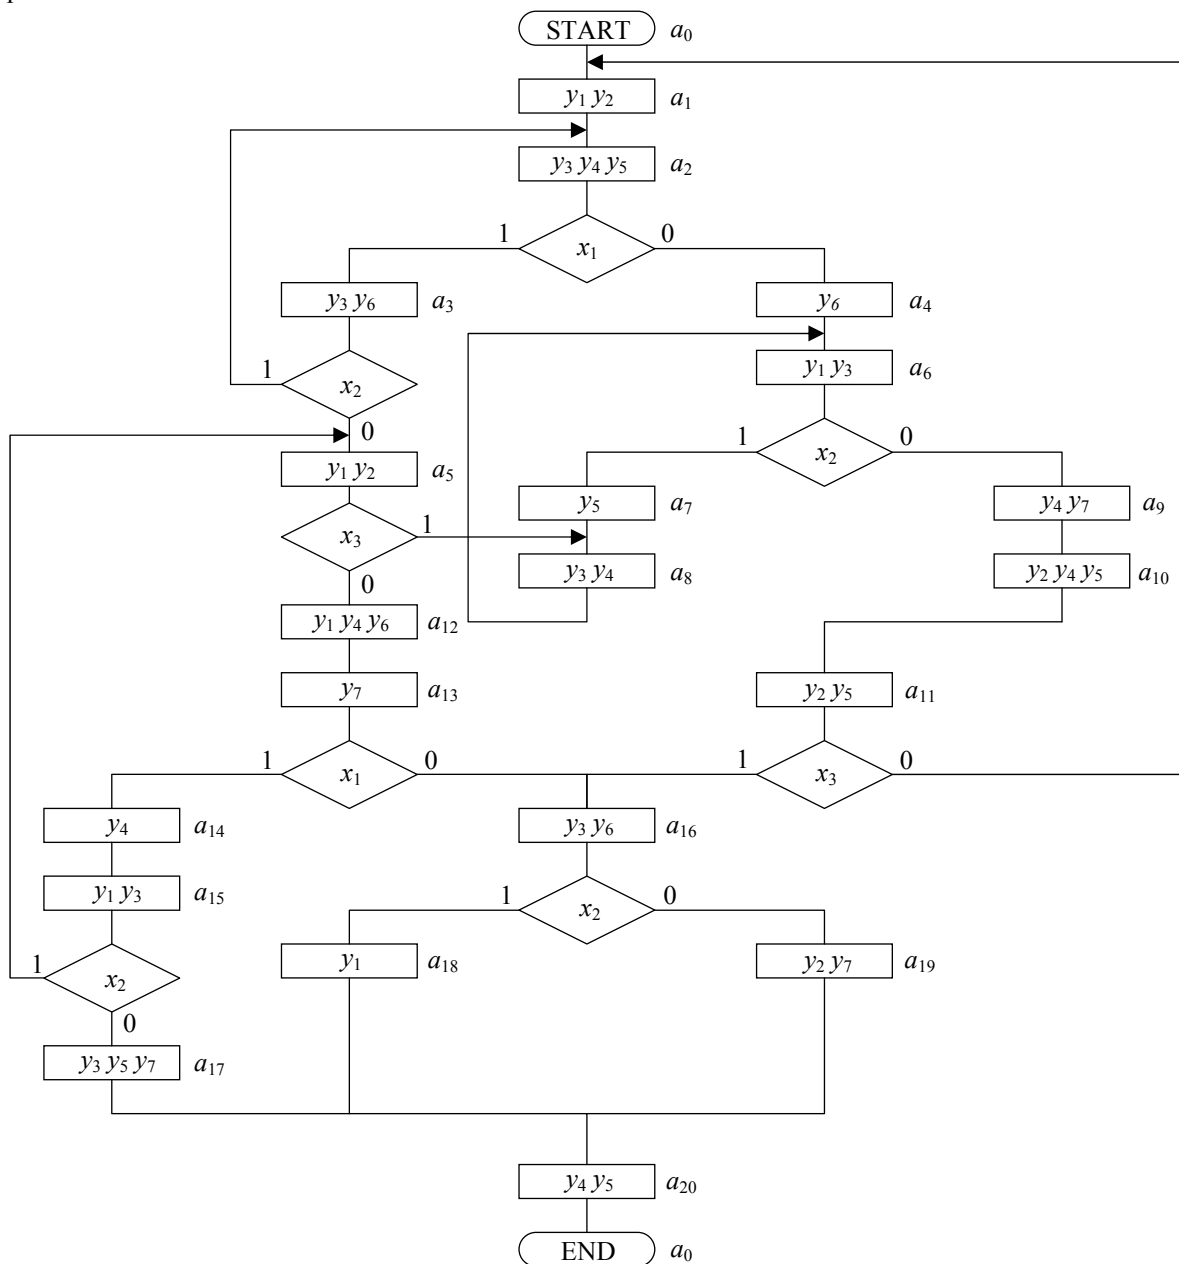 START a₀
y₁ y₂ a₁
y₃ y₄ y₅ a₂
1 x₁ 0
y₃ y₆ a₃ y₆ a₄
1 x₂ y₁ y₃ a₆
0 1 x₂ 0
y₁ y₂ a₅
x₃ 1 y₅ a₇ y₄ y₇ a₉
0 y₃ y₄ a₈ y₂ y₄ y₅ a₁₀
y₁ y₄ y₆ a₁₂
y₇ a₁₃ y₂ y₅ a₁₁
1 x₁ 0 1 x₃ 0
y₄ a₁₄ y₃ y₆ a₁₆
y₁ y₃ a₁₅ 1 x₂ 0
1 x₂ y₁ a₁₈ y₂ y₇ a₁₉
0
y₃ y₅ y₇ a₁₇
y₄ y₅ a₂₀
END a₀